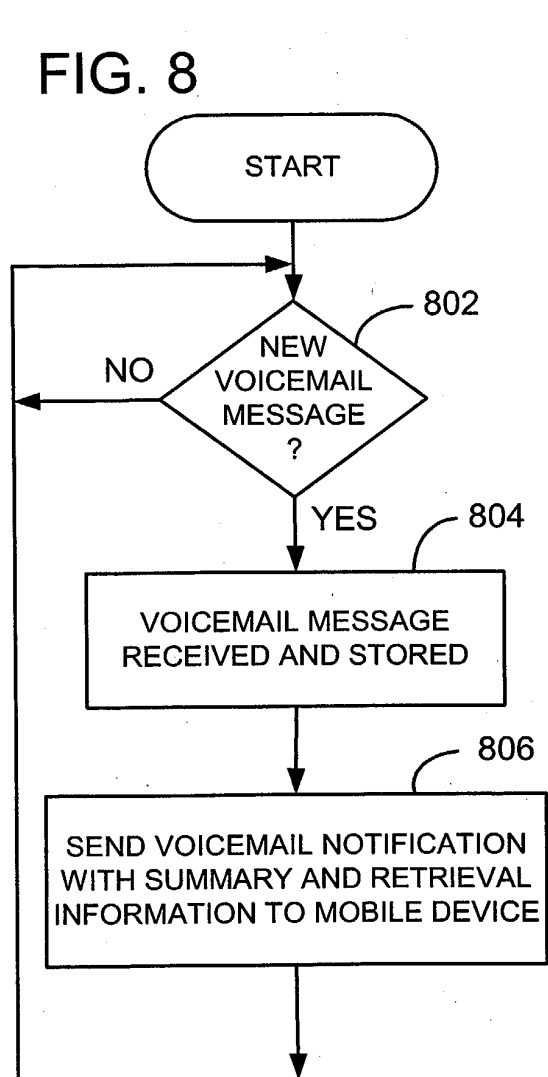 FIG. 8
START
802
NEW
VOICEMAIL
MESSAGE
?
NO
YES
804
VOICEMAIL MESSAGE
RECEIVED AND STORED
806
SEND VOICEMAIL NOTIFICATION
WITH SUMMARY AND RETRIEVAL
INFORMATION TO MOBILE DEVICE